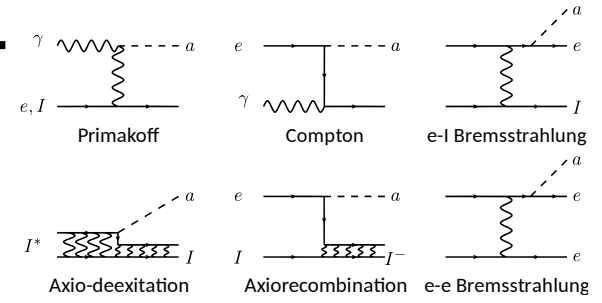 γ a e a a
e
e, I γ I
Primakoff Compton e-I Bremsstrahlung
a e a a
e
I* I I I⁻ e
Axio-deexitation Axiorecombination e-e Bremsstrahlung